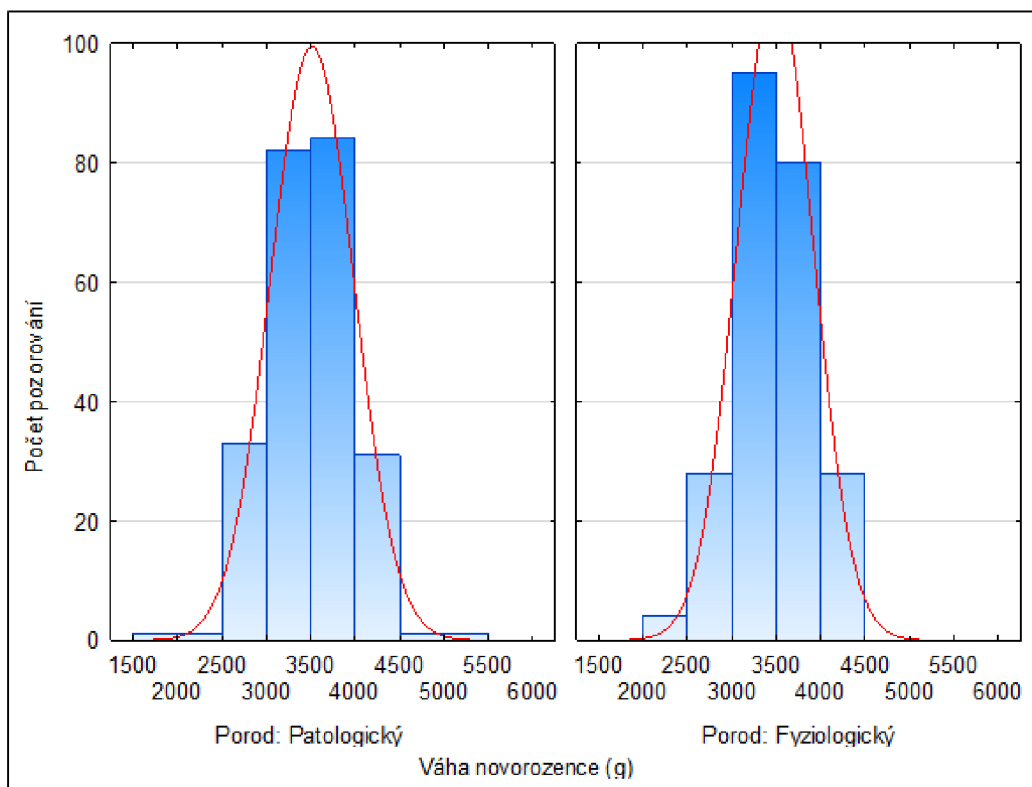 100
80
60
40
20
0
Počet pozorování
1500 2500 3500 4500 5500
2000 3000 4000 5000 6000
1500 2500 3500 4500 5500
2000 3000 4000 5000 6000
Porod: Patologický
Porod: Fyziologický
Váha novorozence (g)